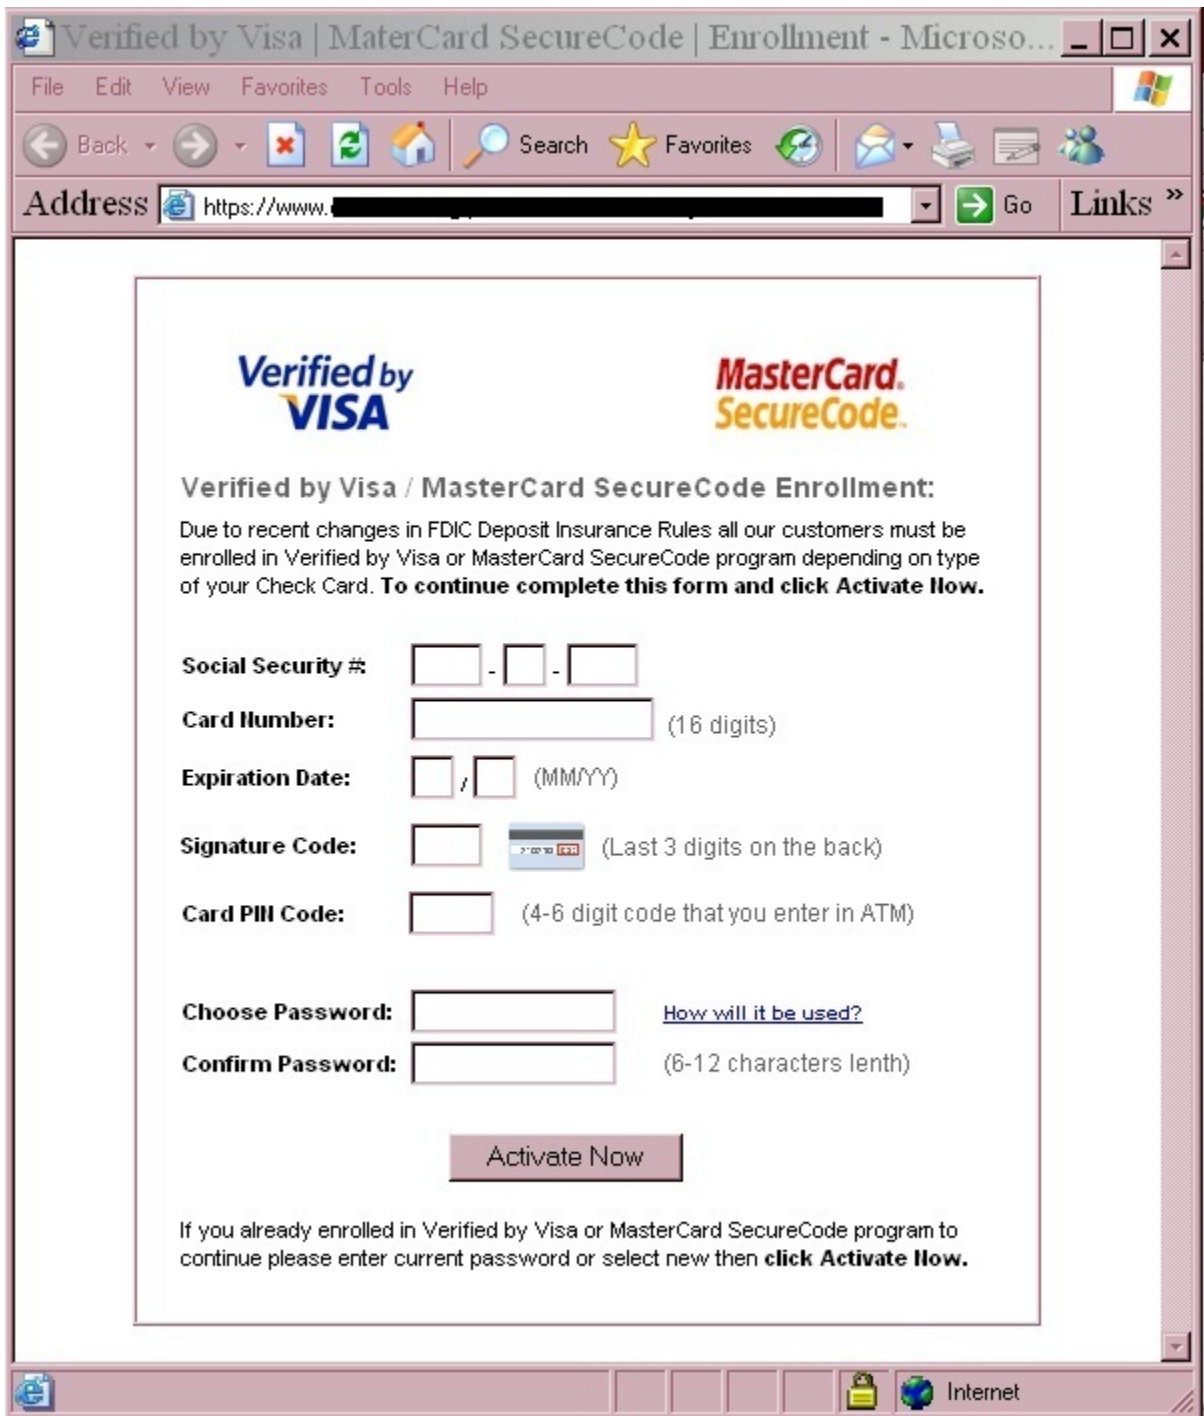 Verified by Visa | MaterCard SecureCode | Enrollment - Microso...
File Edit View Favorites Tools Help
Back Search Favorites
Address https://www. Go Links »
Verified by VISA
MasterCard. SecureCode.
Verified by Visa / MasterCard SecureCode Enrollment:
Due to recent changes in FDIC Deposit Insurance Rules all our customers must be
enrolled in Verified by Visa or MasterCard SecureCode program depending on type
of your Check Card. To continue complete this form and click Activate Now.
Social Security #: - -
Card Number: (16 digits)
Expiration Date: / (MM/YY)
Signature Code: (Last 3 digits on the back)
Card PIN Code: (4-6 digit code that you enter in ATM)
Choose Password: How will it be used?
Confirm Password: (6-12 characters lenth)
Activate Now
If you already enrolled in Verified by Visa or MasterCard SecureCode program to
continue please enter current password or select new then click Activate Now.
Internet